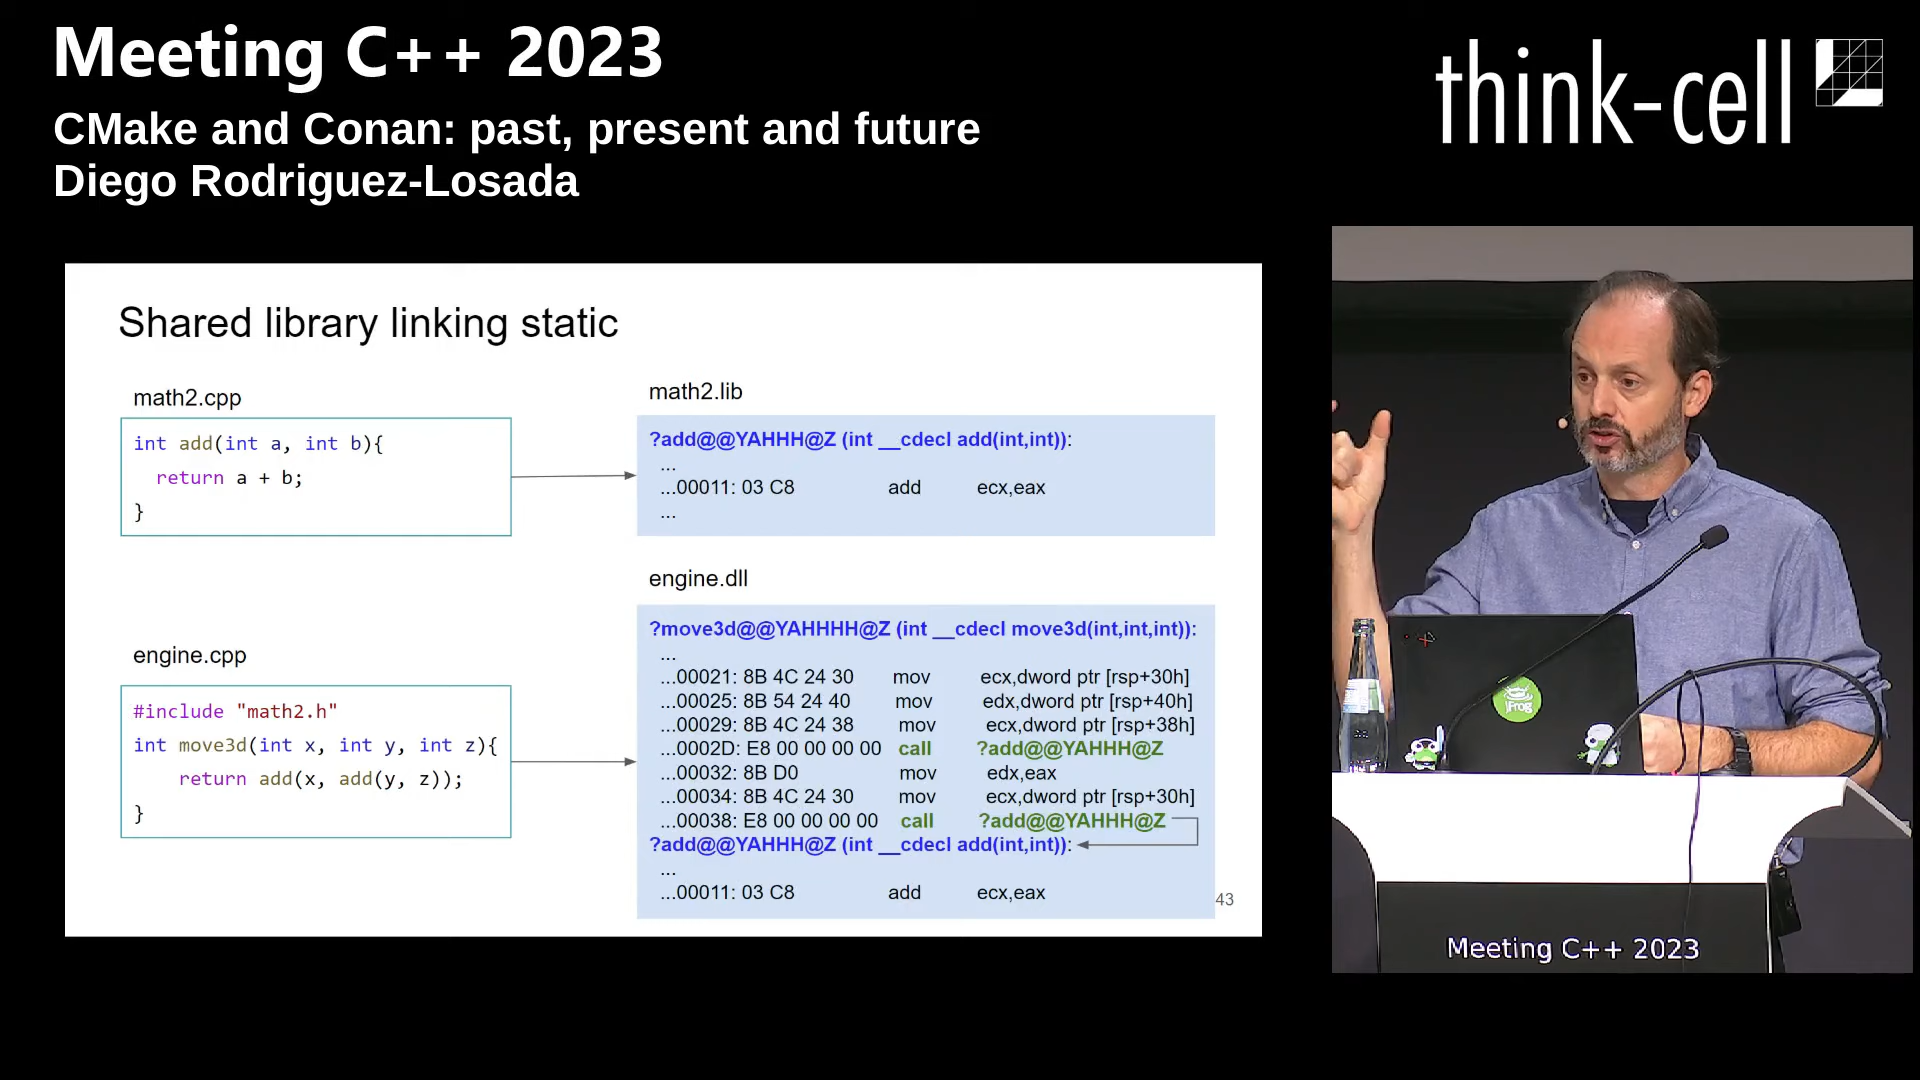 Meeting C++ 2023
CMake and Conan: past, present and future
Diego Rodriguez-Losada
think-cell
Shared library linking static
math2.cpp
int add(int a, int b){
return a + b;
}
math2.lib
?add@@YAHHH@Z (int __cdecl add(int,int)):
...
...00011: 03 C8 add ecx,eax
...
engine.cpp
#include "math2.h"
int move3d(int x, int y, int z){
return add(x, add(y, z));
}
engine.dll
?move3d@@YAHHHH@Z (int __cdecl move3d(int,int,int)):
...
...00021: 8B 4C 24 30 mov ecx,dword ptr [rsp+30h]
...00025: 8B 54 24 40 mov edx,dword ptr [rsp+40h]
...00029: 8B 4C 24 38 mov ecx,dword ptr [rsp+38h]
...0002D: E8 00 00 00 00 call ?add@@YAHHH@Z
...00032: 8B D0 mov edx,eax
...00034: 8B 4C 24 30 mov ecx,dword ptr [rsp+30h]
...00038: E8 00 00 00 00 call ?add@@YAHHH@Z
?add@@YAHHH@Z (int __cdecl add(int,int)):
...
...00011: 03 C8 add ecx,eax
43
JFrog
Meeting C++ 2023